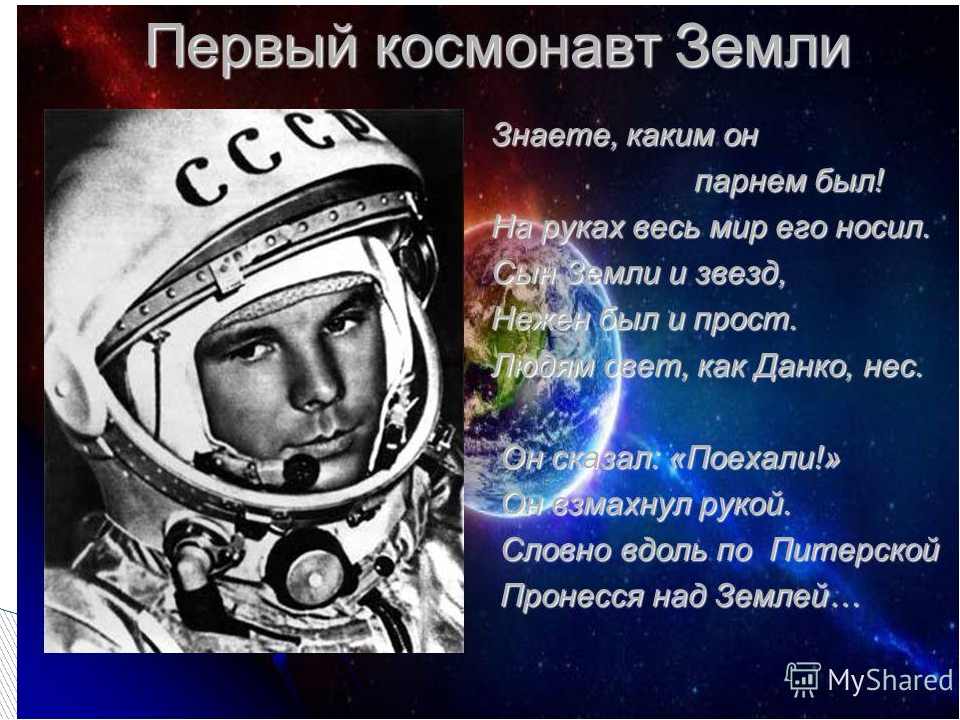 Первый космонавт Земли
СССР
Знаете, каким он
парнем был!
На руках весь мир его носил.
Сын Земли и звезд,
Нежен был и прост.
Людям свет, как Данко, нес.
Он сказал: «Поехали!»
Он взмахнул рукой.
Словно вдоль по Питерской
Пронесся над Землей…
MyShared